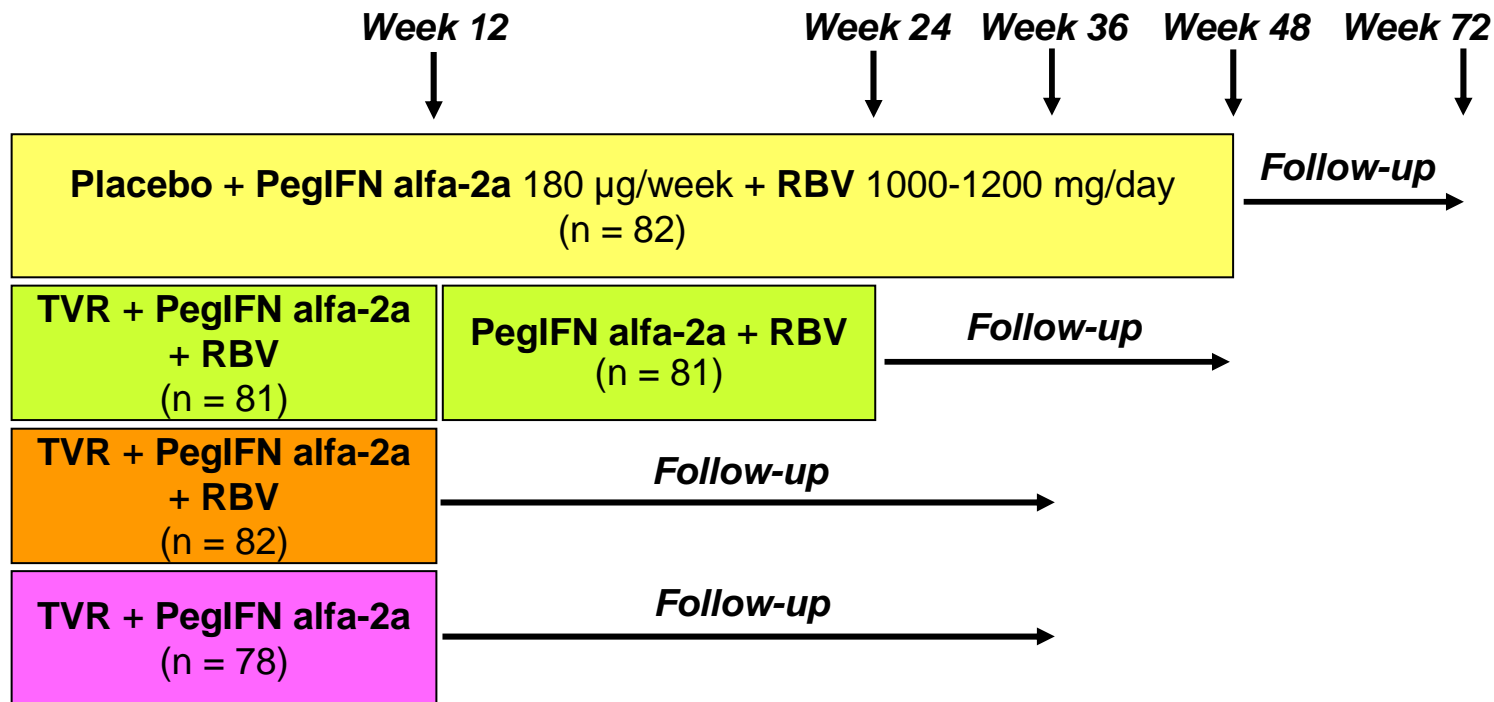 Week 12
Week 24
Week 36
Week 48
Week 72
Placebo + PegIFN alfa-2a 180 µg/week + RBV 1000-1200 mg/day
(n = 82)
Follow-up
TVR + PegIFN alfa-2a
+ RBV
(n = 81)
PegIFN alfa-2a + RBV
(n = 81)
Follow-up
TVR + PegIFN alfa-2a
+ RBV
(n = 82)
Follow-up
TVR + PegIFN alfa-2a
(n = 78)
Follow-up